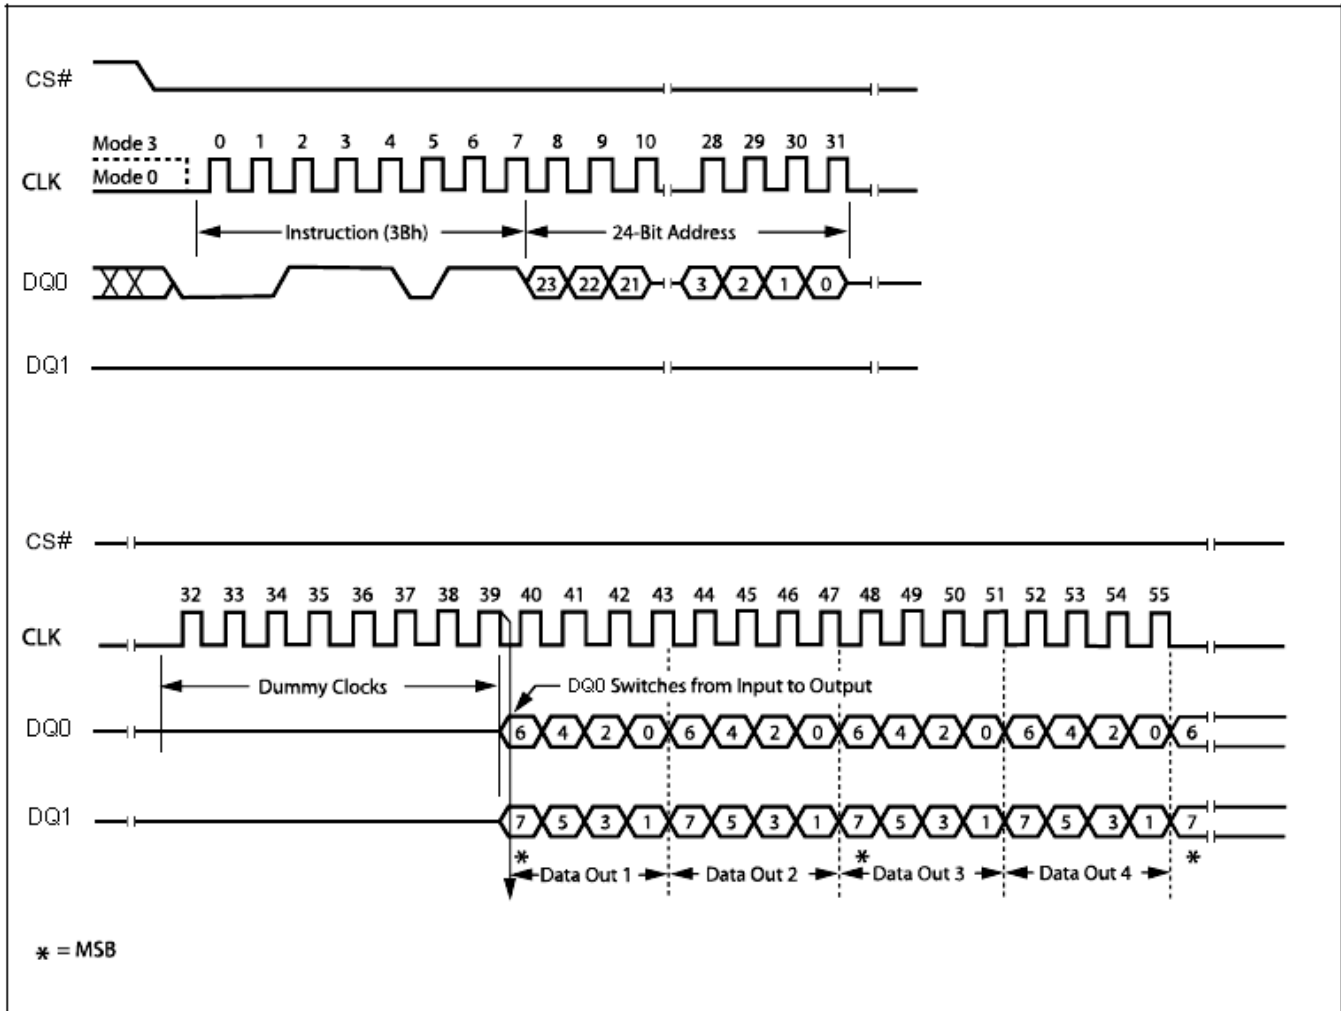 CS#
Mode 3
0 1 2 3 4 5 6 7 8 9 10 28 29 30 31
CLK
Mode 0
Instruction (3Bh)
24-Bit Address
DQ0
23 22 21 3 2 1 0
DQ1
CS#
32 33 34 35 36 37 38 39 40 41 42 43 44 45 46 47 48 49 50 51 52 53 54 55
CLK
Dummy Clocks
DQ0 Switches from Input to Output
DQ0
6 4 2 0 6 4 2 0 6 4 2 0 6 4 2 0 6
DQ1
7 5 3 1 7 5 3 1 7 5 3 1 7 5 3 1 7
* * *
Data Out 1 Data Out 2 Data Out 3 Data Out 4
* = MSB